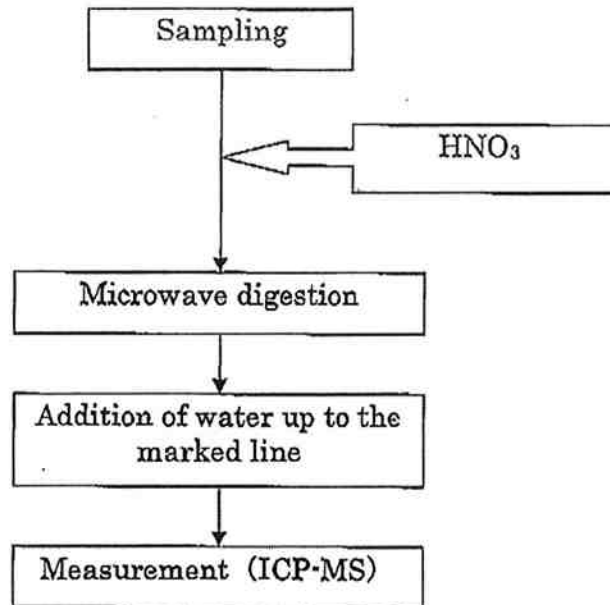 Sampling
HNO₃
Microwave digestion
Addition of water up to the
marked line
Measurement (ICP-MS)